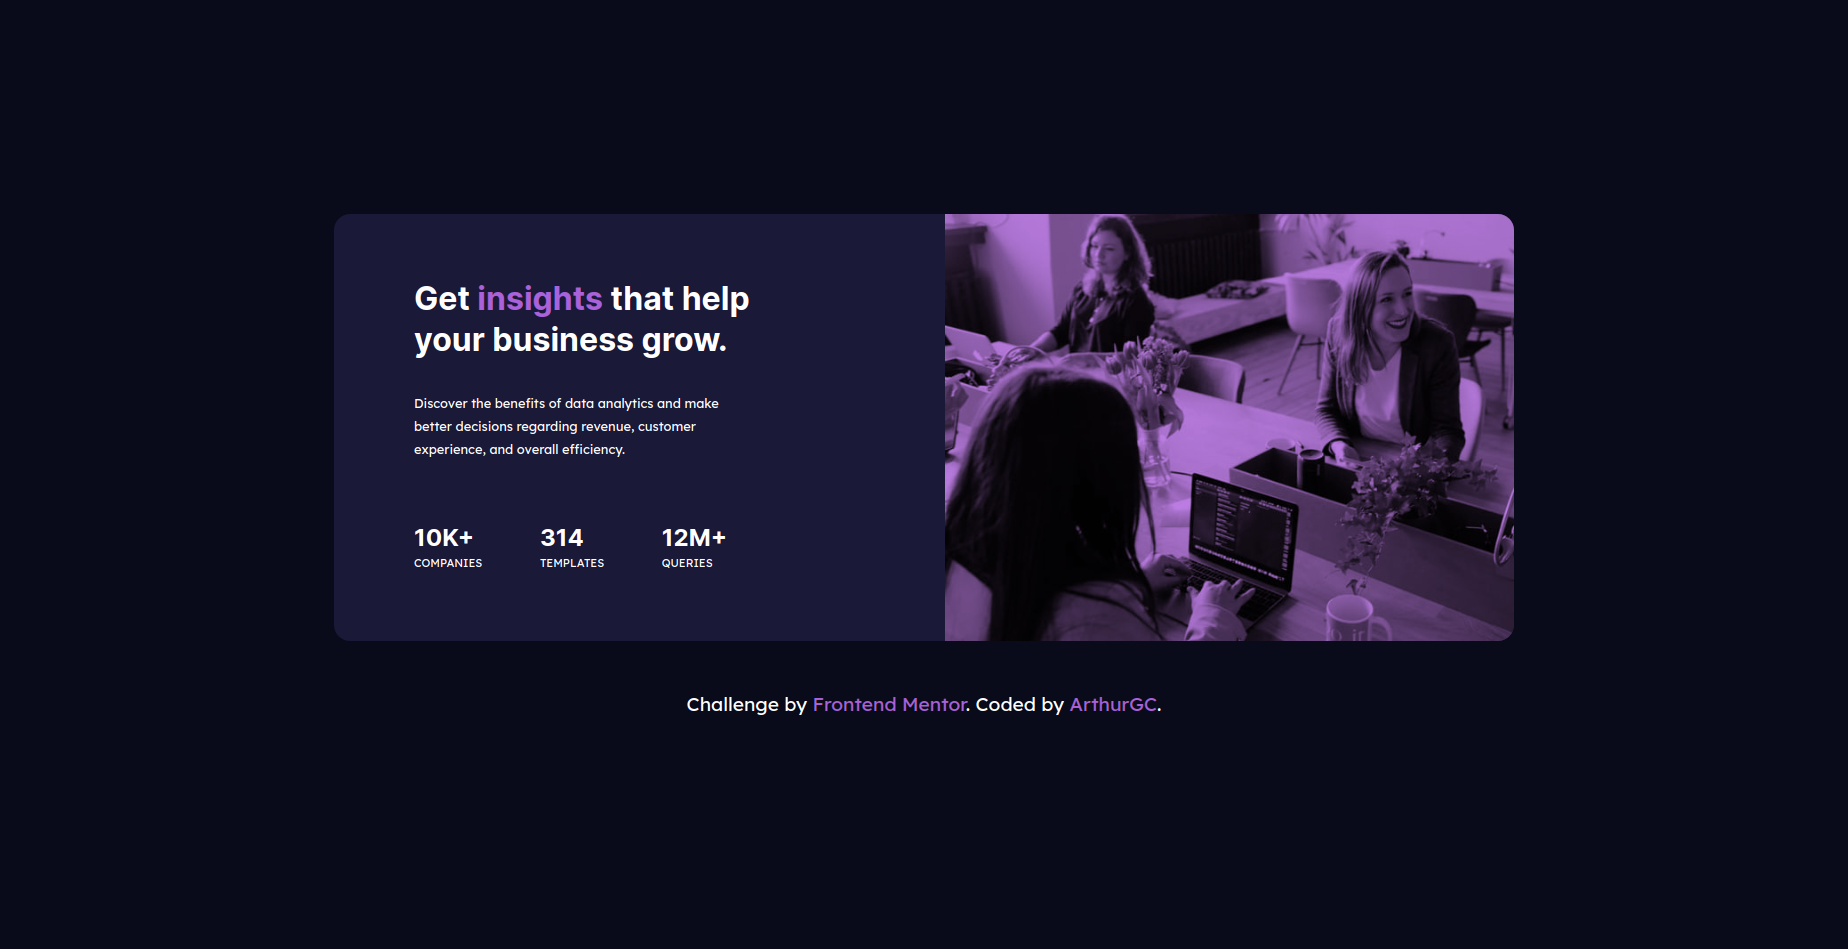 Get insights that help
your business grow.
Discover the benefits of data analytics and make
better decisions regarding revenue, customer
experience, and overall efficiency.
10K+ 314 12M+
COMPANIES TEMPLATES QUERIES
Challenge by Frontend Mentor. Coded by ArthurGC.